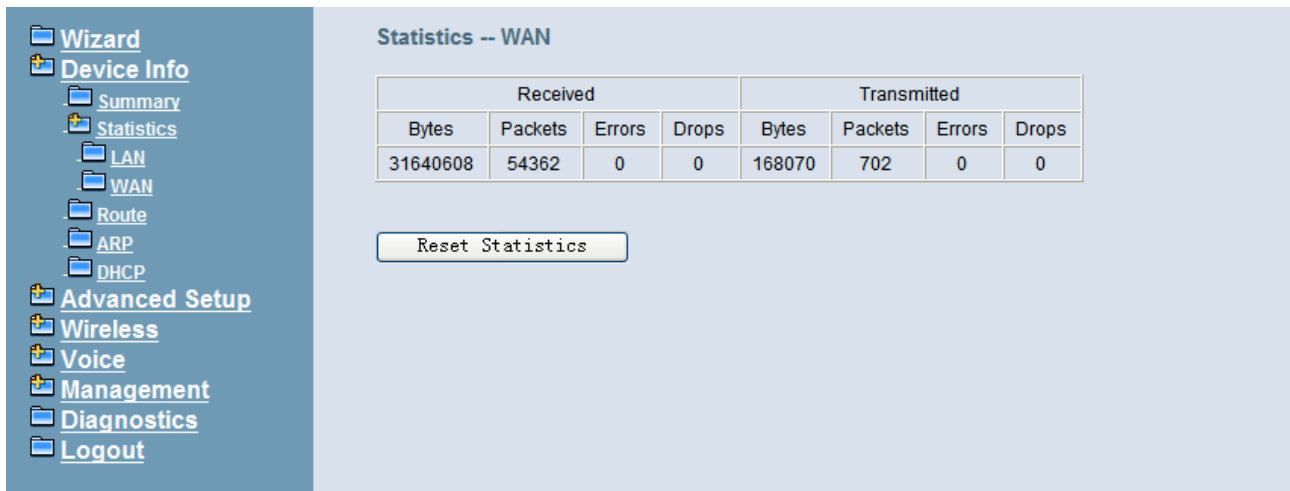 Wizard
Device Info
Summary
Statistics
LAN
WAN
Route
ARP
DHCP
Advanced Setup
Wireless
Voice
Management
Diagnostics
Logout
Statistics -- WAN
Received Transmitted
Bytes Packets Errors Drops Bytes Packets Errors Drops
31640608 54362 0 0 168070 702 0 0
Reset Statistics